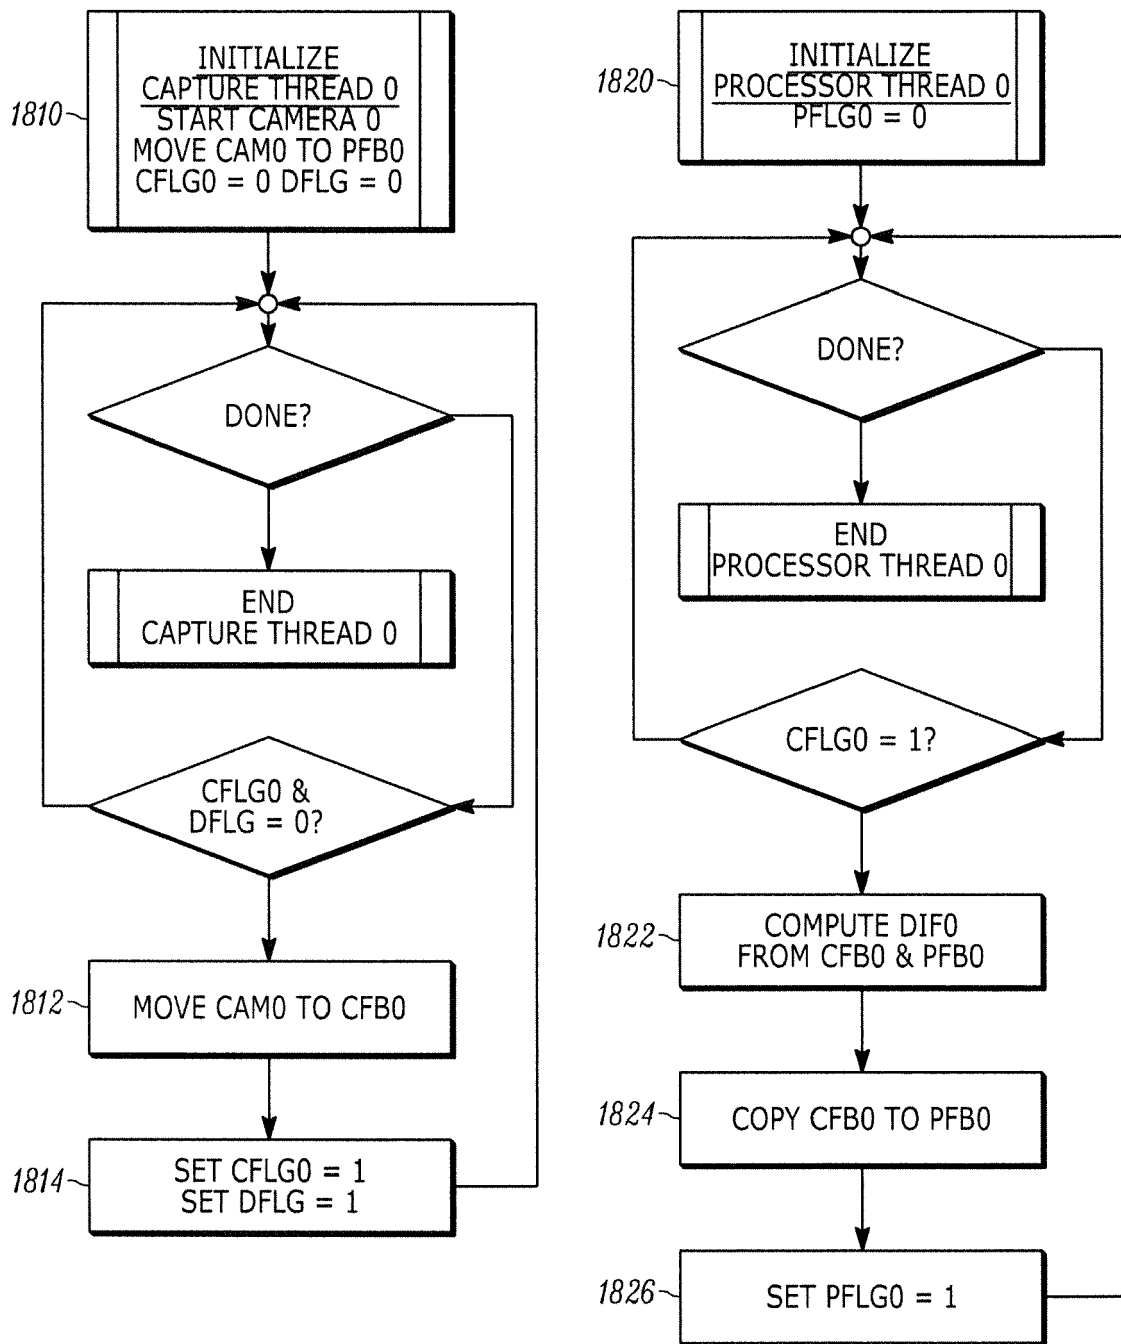 1810
INITIALIZE
CAPTURE THREAD 0
START CAMERA 0
MOVE CAM0 TO PFB0
CFLG0 = 0 DFLG = 0
DONE?
END
CAPTURE THREAD 0
CFLG0 &
DFLG = 0?
1812
MOVE CAM0 TO CFB0
1814
SET CFLG0 = 1
SET DFLG = 1
1820
INITIALIZE
PROCESSOR THREAD 0
PFLG0 = 0
DONE?
END
PROCESSOR THREAD 0
CFLG0 = 1?
1822
COMPUTE DIF0
FROM CFB0 & PFB0
1824
COPY CFB0 TO PFB0
1826
SET PFLG0 = 1